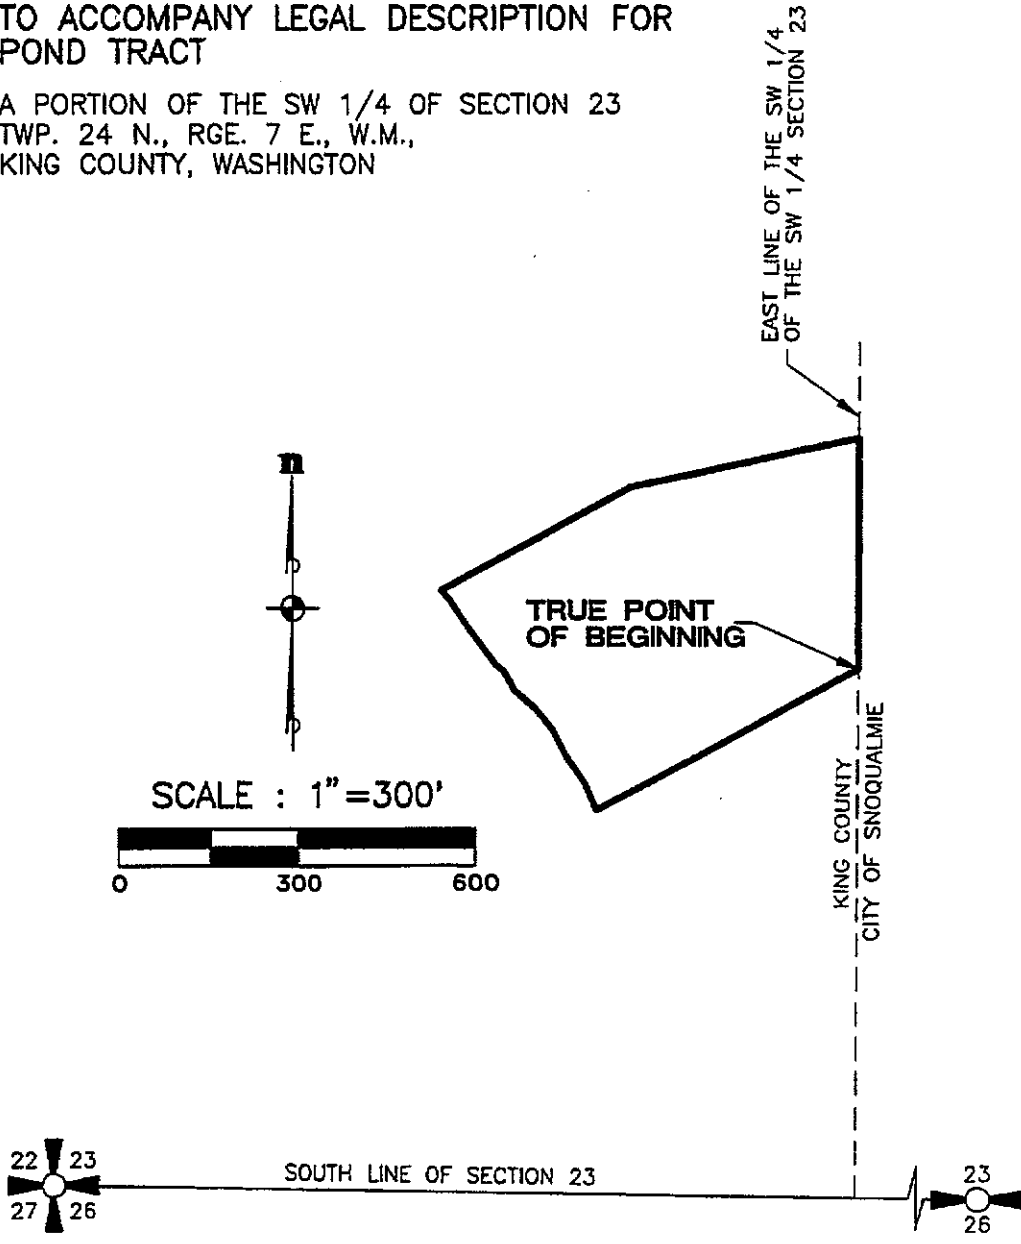 TO ACCOMPANY LEGAL DESCRIPTION FOR
POND TRACT
A PORTION OF THE SW 1/4 OF SECTION 23
TWP. 24 N., RGE. 7 E., W.M.,
KING COUNTY, WASHINGTON
EAST LINE OF THE SW 1/4
OF THE SW 1/4 SECTION 23
n
TRUE POINT
OF BEGINNING
SCALE : 1"=300'
0 300 600
KING COUNTY
CITY OF SNOQUALMIE
22 23
27 26
SOUTH LINE OF SECTION 23
23
26